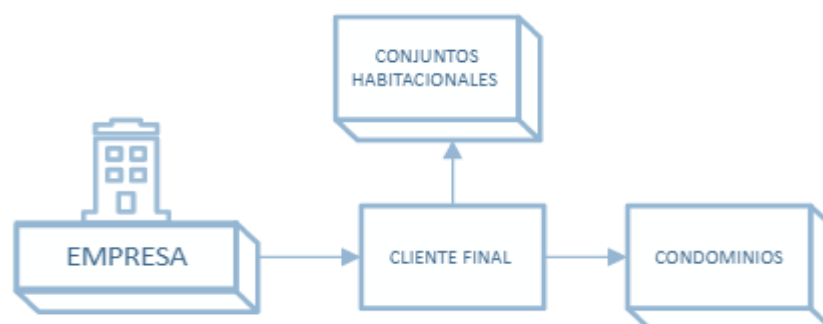 CONJUNTOS
HABITACIONALES
EMPRESA
CLIENTE FINAL
CONDOMINIOS